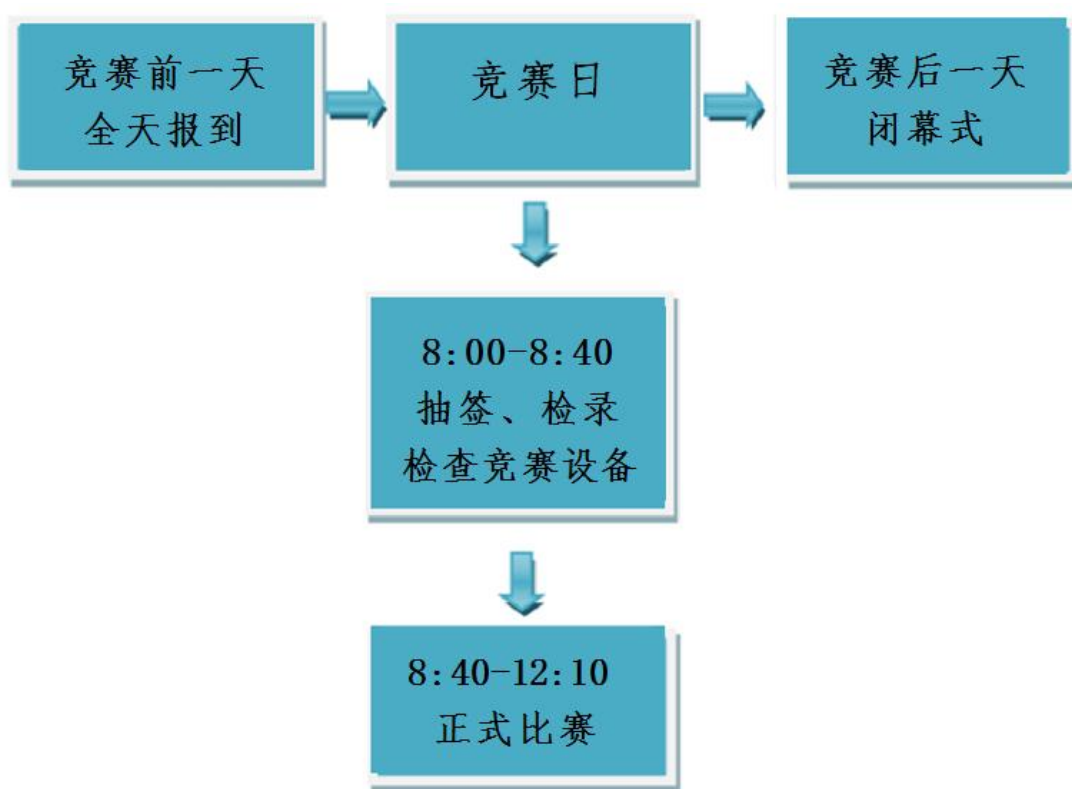 竞赛前一天
全天报到
竞赛日
竞赛后一天
闭幕式
8:00-8:40
抽签、检录
检查竞赛设备
8:40-12:10
正式比赛